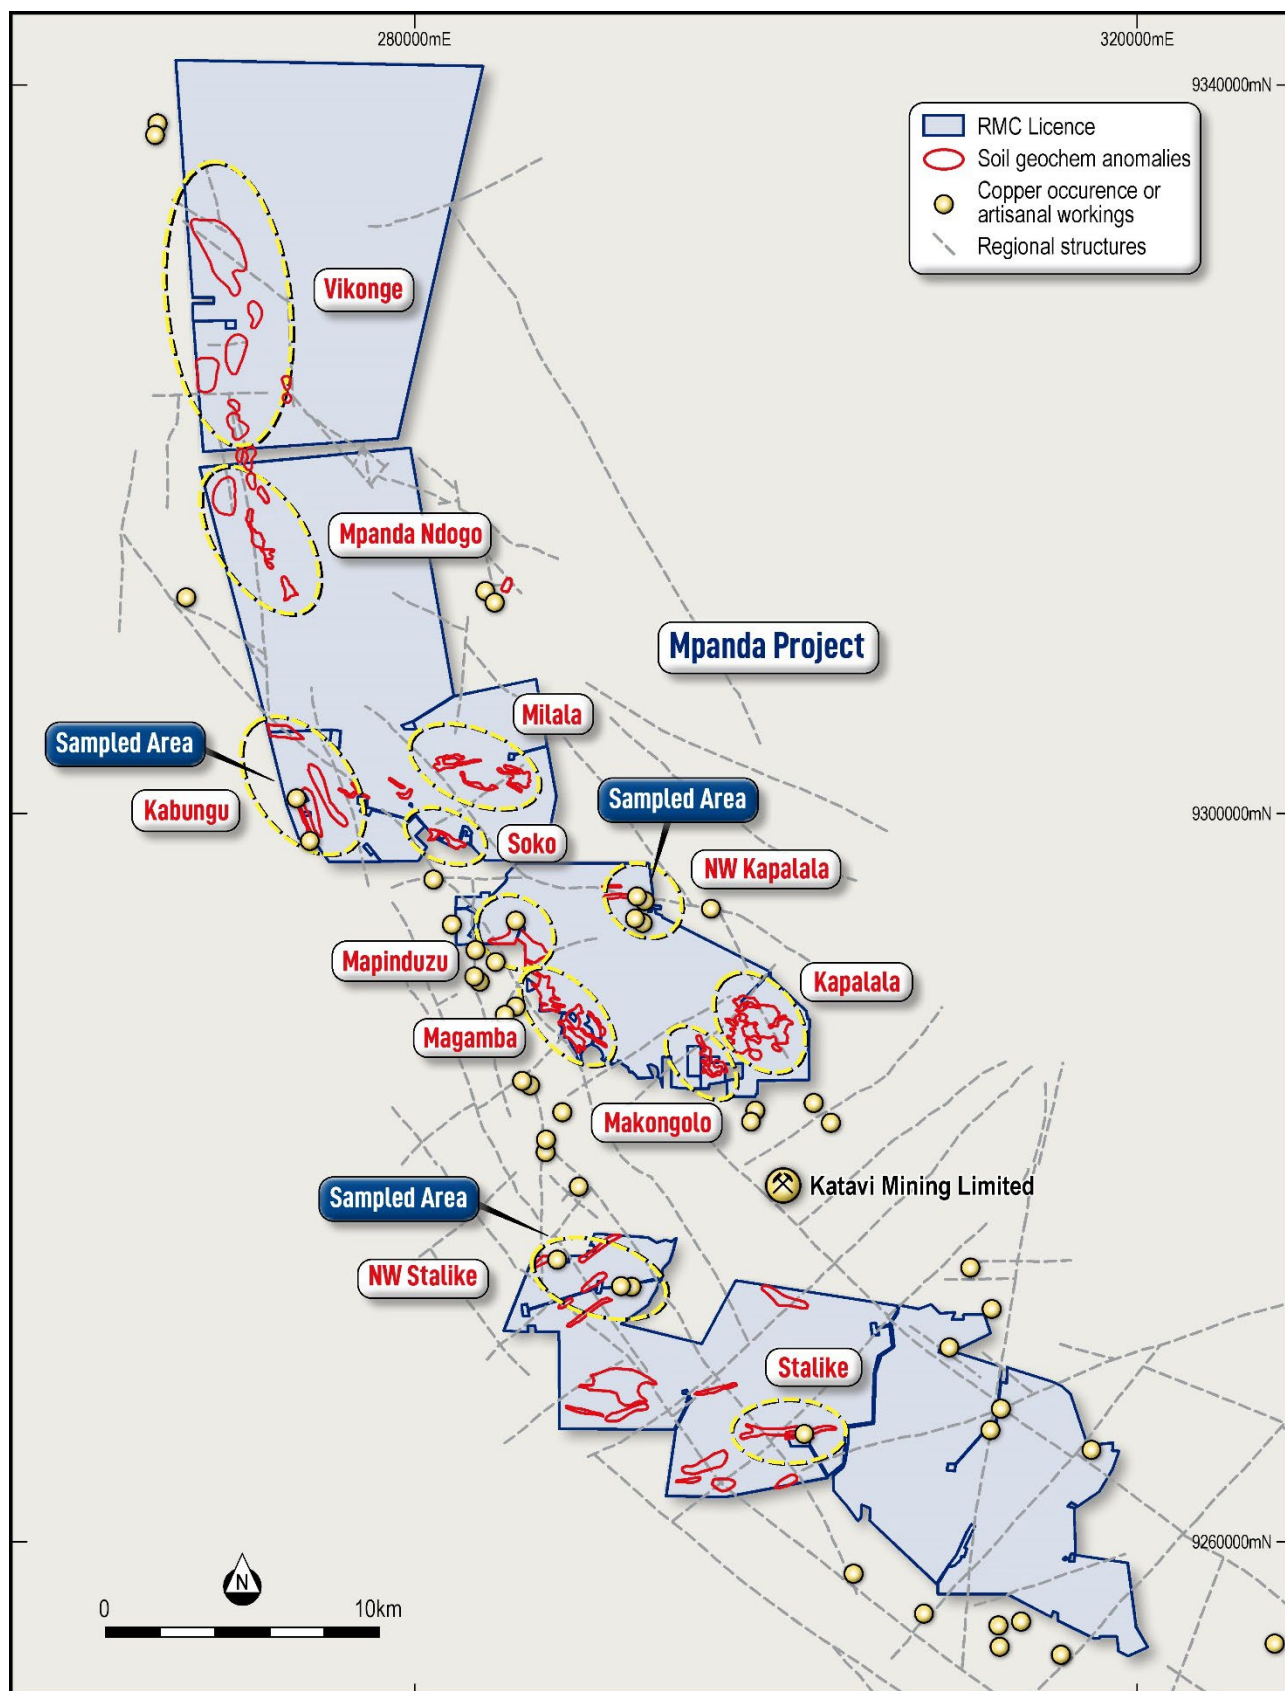 280000mE
320000mE
9340000mN
RMC Licence
Soil geochem anomalies
Copper occurence or
artisanal workings
Regional structures
Vikonge
Mpanda Ndogo
Mpanda Project
Milala
Sampled Area
Kabungu
Sampled Area
9300000mN
Soko
NW Kapalala
Mapinduzu
Kapalala
Magamba
Makongolo
Katavi Mining Limited
Sampled Area
NW Stalike
Stalike
9260000mN
N
0
10km